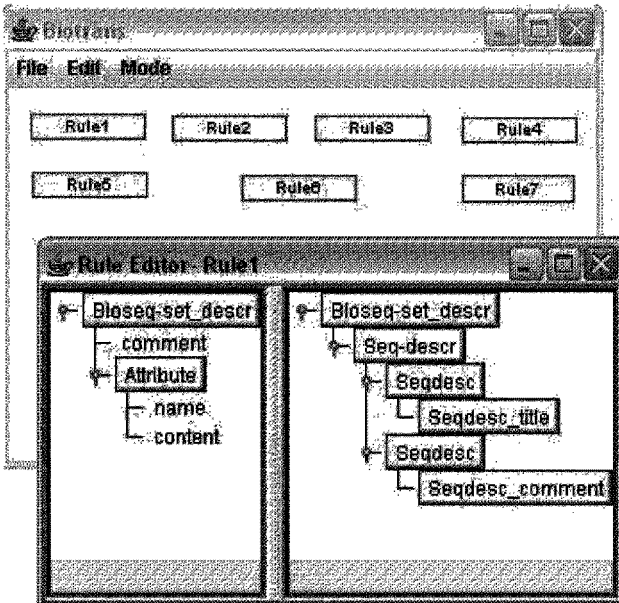 Biotrans
File Edit Mode
Rule1 Rule2 Rule3 Rule4
Rule5 Rule6 Rule7
Rule Editor- Rule1
Bioseq-set_descr
comment
Attribute
name
content
Bioseq-set_descr
Seq-descr
Seqdesc
Seqdesc_title
Seqdesc
Seqdesc_comment